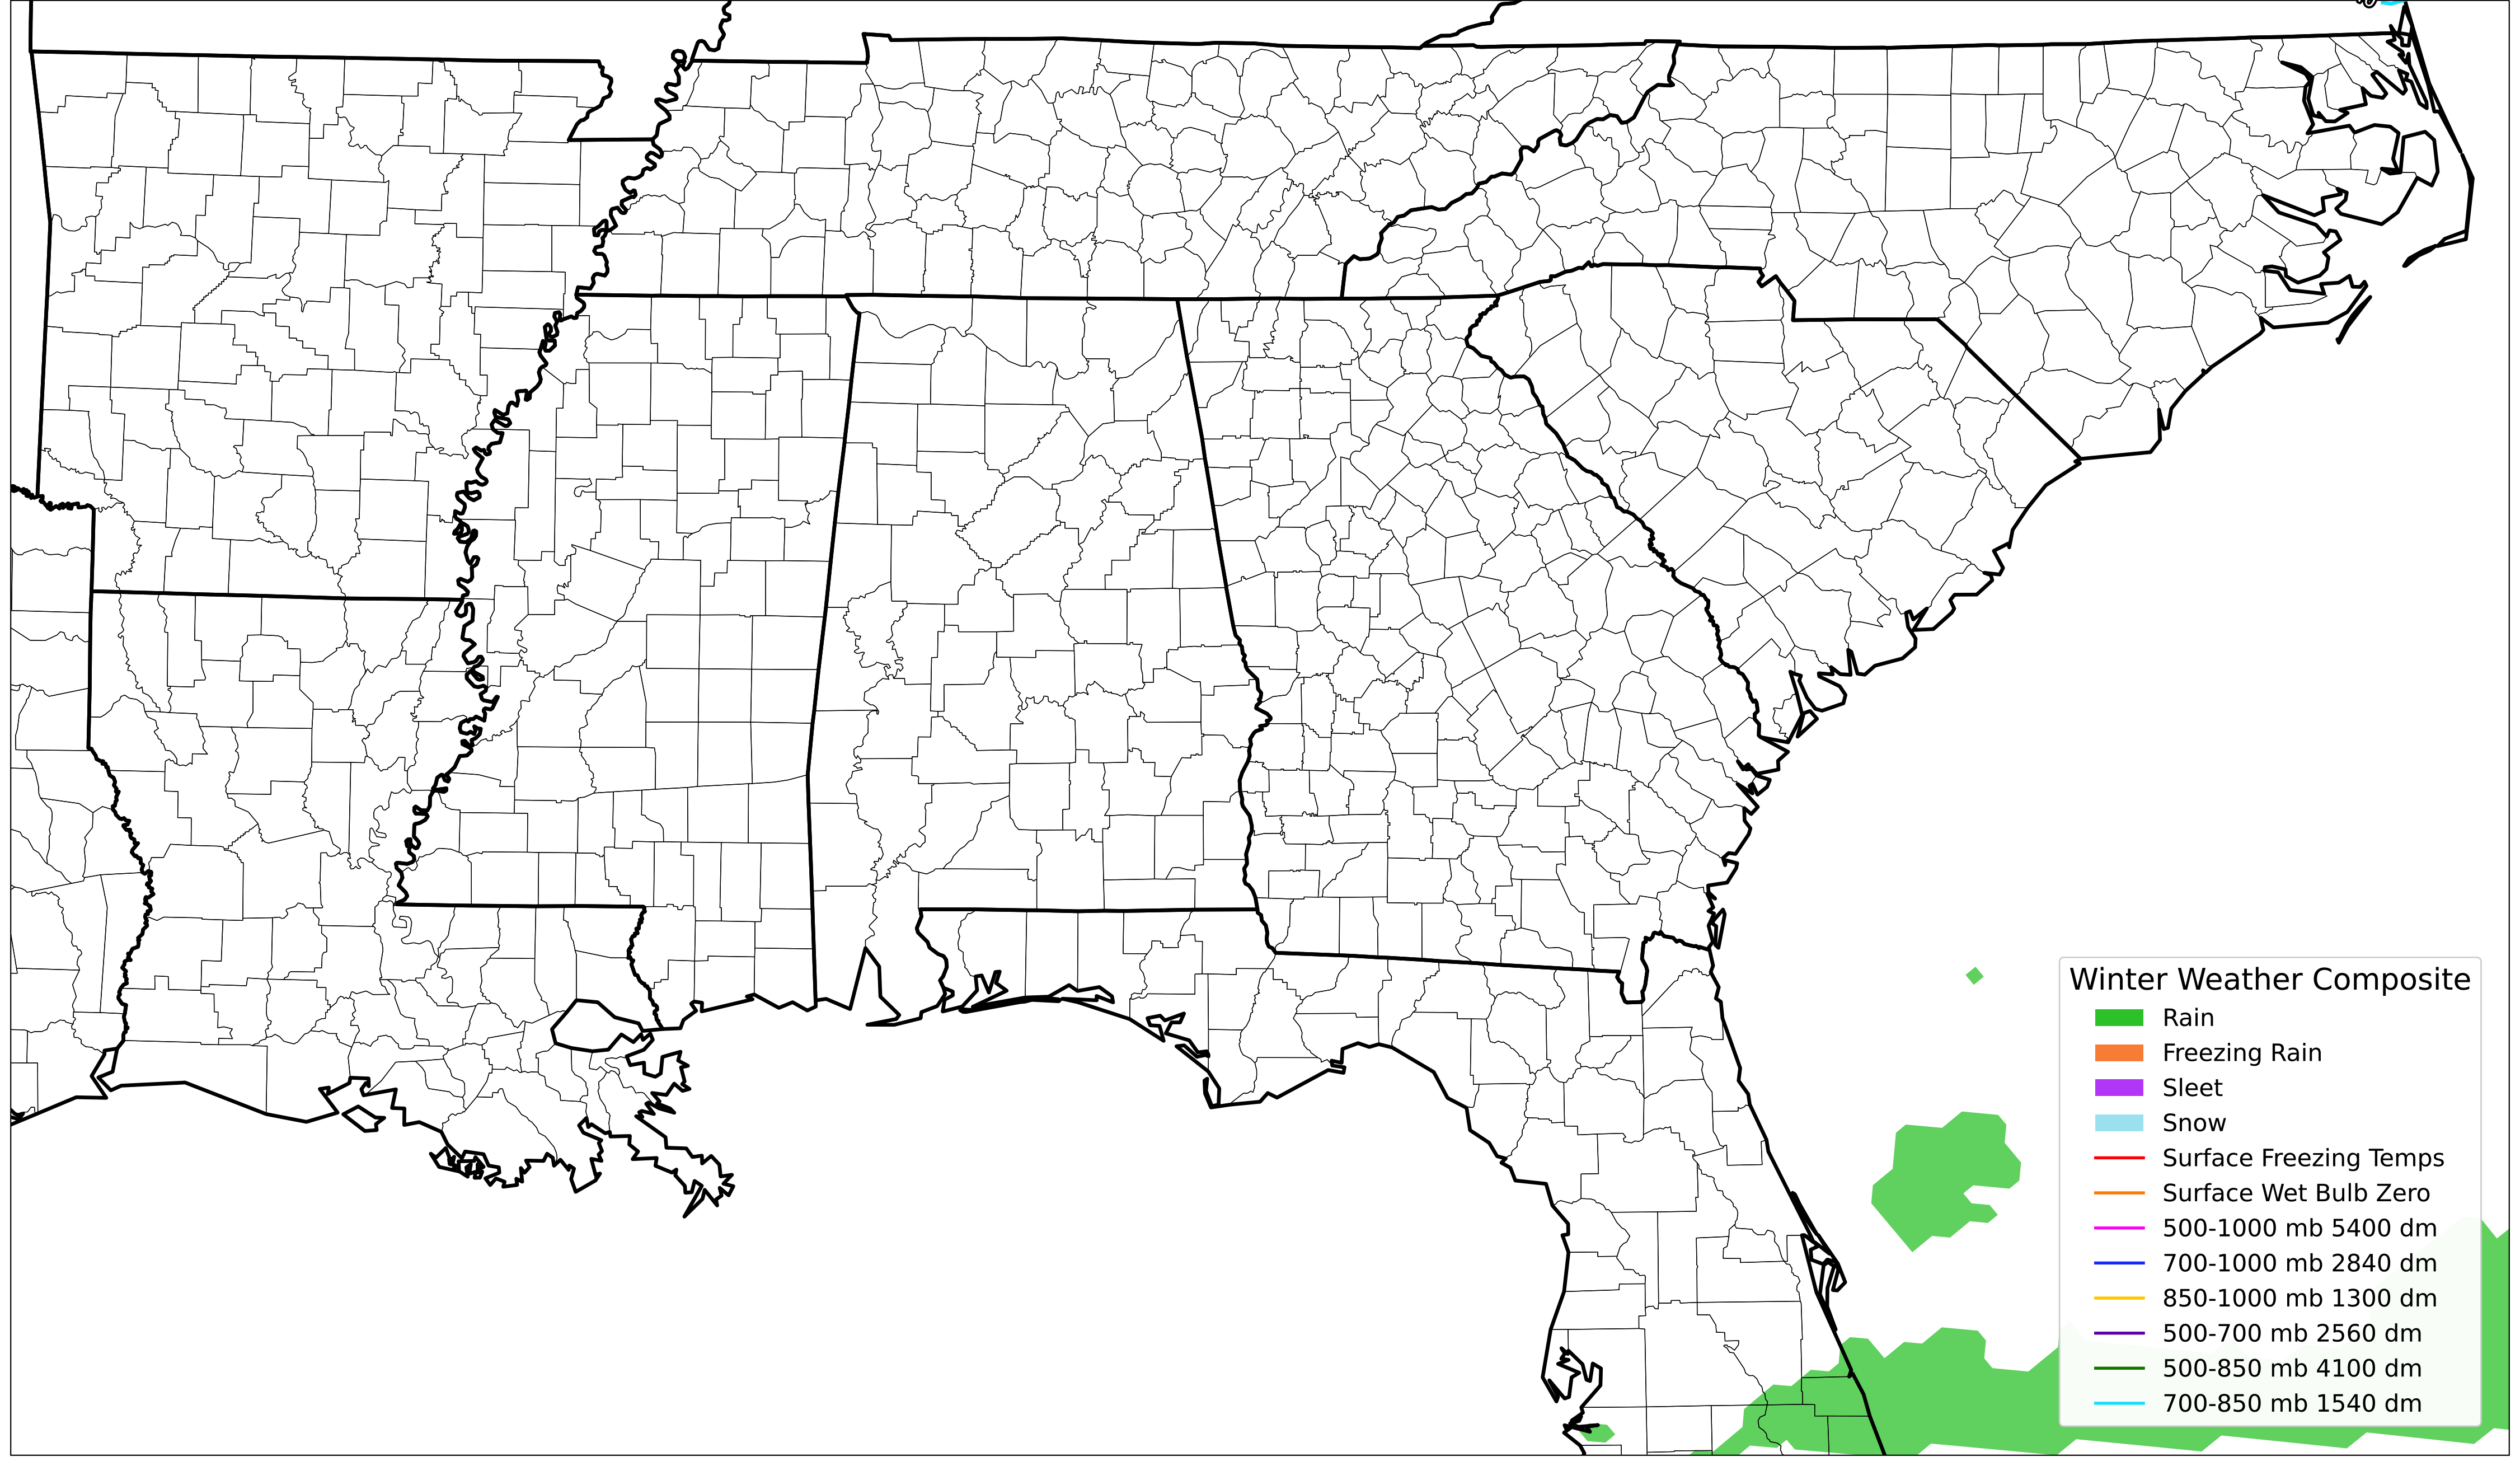 Winter Weather Composite
Rain
Freezing Rain
Sleet
Snow
Surface Freezing Temps
Surface Wet Bulb Zero
500-1000 mb 5400 dm
700-1000 mb 2840 dm
850-1000 mb 1300 dm
500-700 mb 2560 dm
500-850 mb 4100 dm
700-850 mb 1540 dm